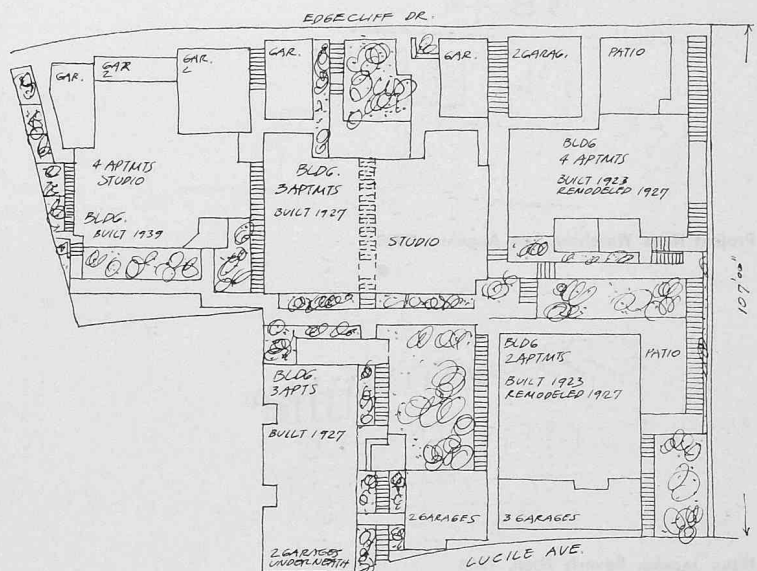 EDGECLIFF DR.
GAR.
GAR
2
GAR.
2
GAR.
GAR.
2 GARAG.
PATIO
4 APTMTS
STUDIO
BLDG.
BUILT 1939
BLDG.
3 APTMTS
BUILT 1927
STUDIO
BLDG
4 APTMTS
BUILT 1923
REMODELED 1927
107'.00"
BLDG.
3 APTS
BUILT 1927
BLDG
2 APTMTS
BUILT 1923
REMODELED 1927
PATIO
2 GARAGES
3 GARAGES
2 GARAGES
UNDERNEATH
LUCILE AVE.